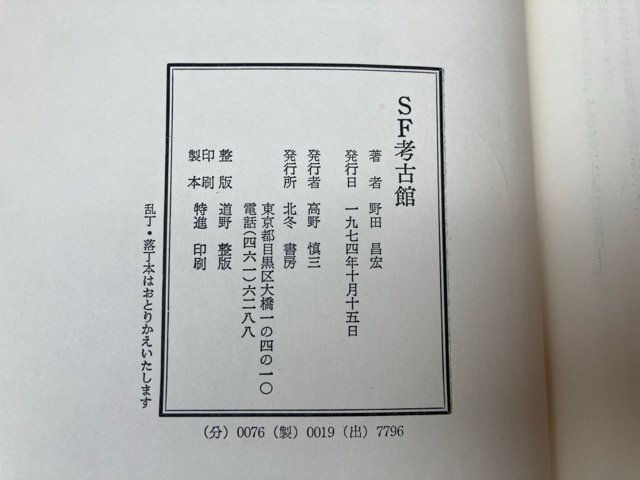 SF考古館
著者 野田昌宏
発行日 一九七四年十月十五日
発行者 高野慎三
発行所 北冬書房
東京都目黒区大橋一の四の一〇
電話(四六一)六二八八
整版 道野整版
印刷
製本 特進印刷
乱丁・落丁本はおとりかえいたします
(分)0076(製)0019(出)7796